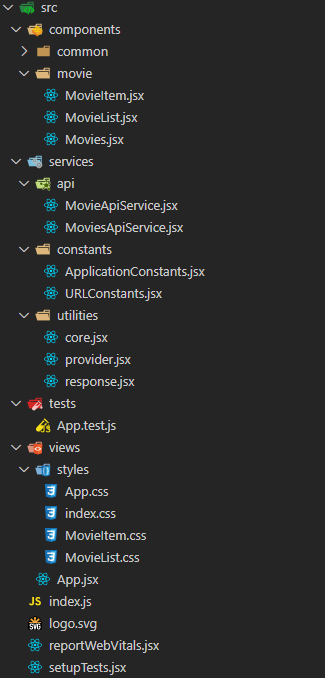 src
components
common
movie
MovieItem.jsx
MovieList.jsx
Movies.jsx
services
api
MovieApiService.jsx
MoviesApiService.jsx
constants
ApplicationConstants.jsx
URLConstants.jsx
utilities
core.jsx
provider.jsx
response.jsx
tests
App.test.js
views
styles
App.css
index.css
MovieItem.css
MovieList.css
App.jsx
JS index.js
SVG logo.svg
reportWebVitals.jsx
setupTests.jsx